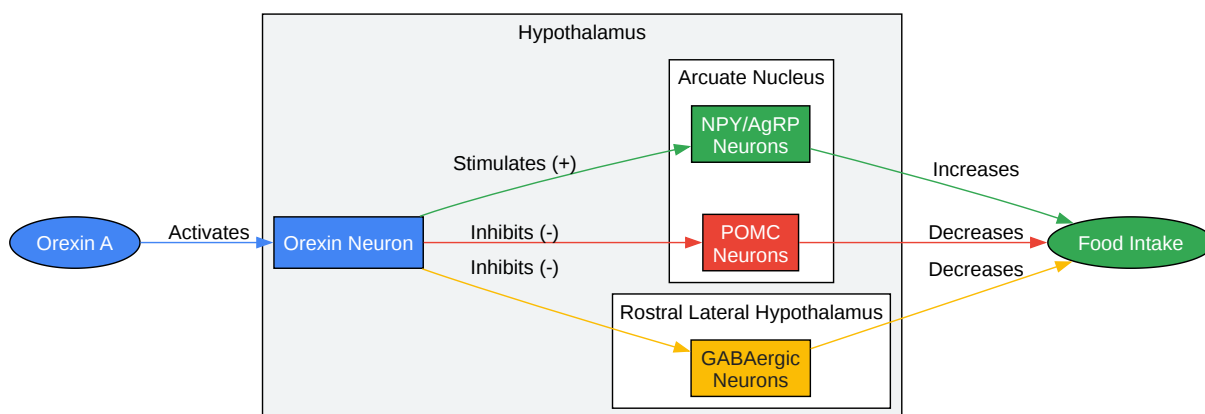 Hypothalamus
Arcuate Nucleus
NPY/AgRP
Neurons
Stimulates (+)
Increases
Orexin A
Activates
Orexin Neuron
Inhibits (-)
POMC
Neurons
Decreases
Food Intake
Inhibits (-)
Decreases
Rostral Lateral Hypothalamus
GABAergic
Neurons